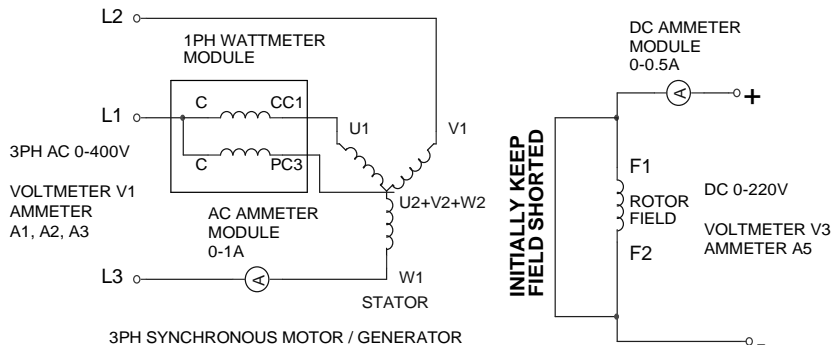 L2
1PH WATTMETER
MODULE
C
CC1
L1
U1
V1
C
PC3
3PH AC 0-400V
VOLTMETER V1
AMMETER
A1, A2, A3
U2+V2+W2
AC AMMETER
MODULE
0-1A
L3
A
W1
STATOR
3PH SYNCHRONOUS MOTOR / GENERATOR
DC AMMETER
MODULE
0-0.5A
A
+
INITIALLY KEEP
FIELD SHORTED
F1
ROTOR
FIELD
F2
DC 0-220V
VOLTMETER V3
AMMETER A5
-